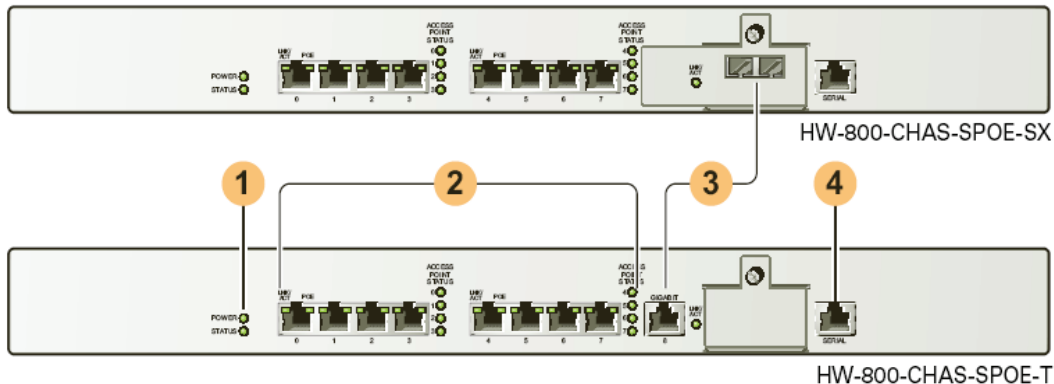 ACCESS
POINT
STATUS
ACCESS
POINT
STATUS
LINK/
ACT
POE
0
1
2
3
LINK/
ACT
4
5
6
7
LINK/
ACT
POWER
STATUS
0 1 2 3
4 5 6 7
SERIAL
HW-800-CHAS-SPOE-SX
1
2
3
4
ACCESS
POINT
STATUS
ACCESS
POINT
STATUS
LINK/
ACT
POE
0
1
2
3
LINK/
ACT
POE
4
5
6
7
GIGABIT
LINK/
ACT
POWER
STATUS
0 1 2 3
4 5 6 7
8
SERIAL
HW-800-CHAS-SPOE-T